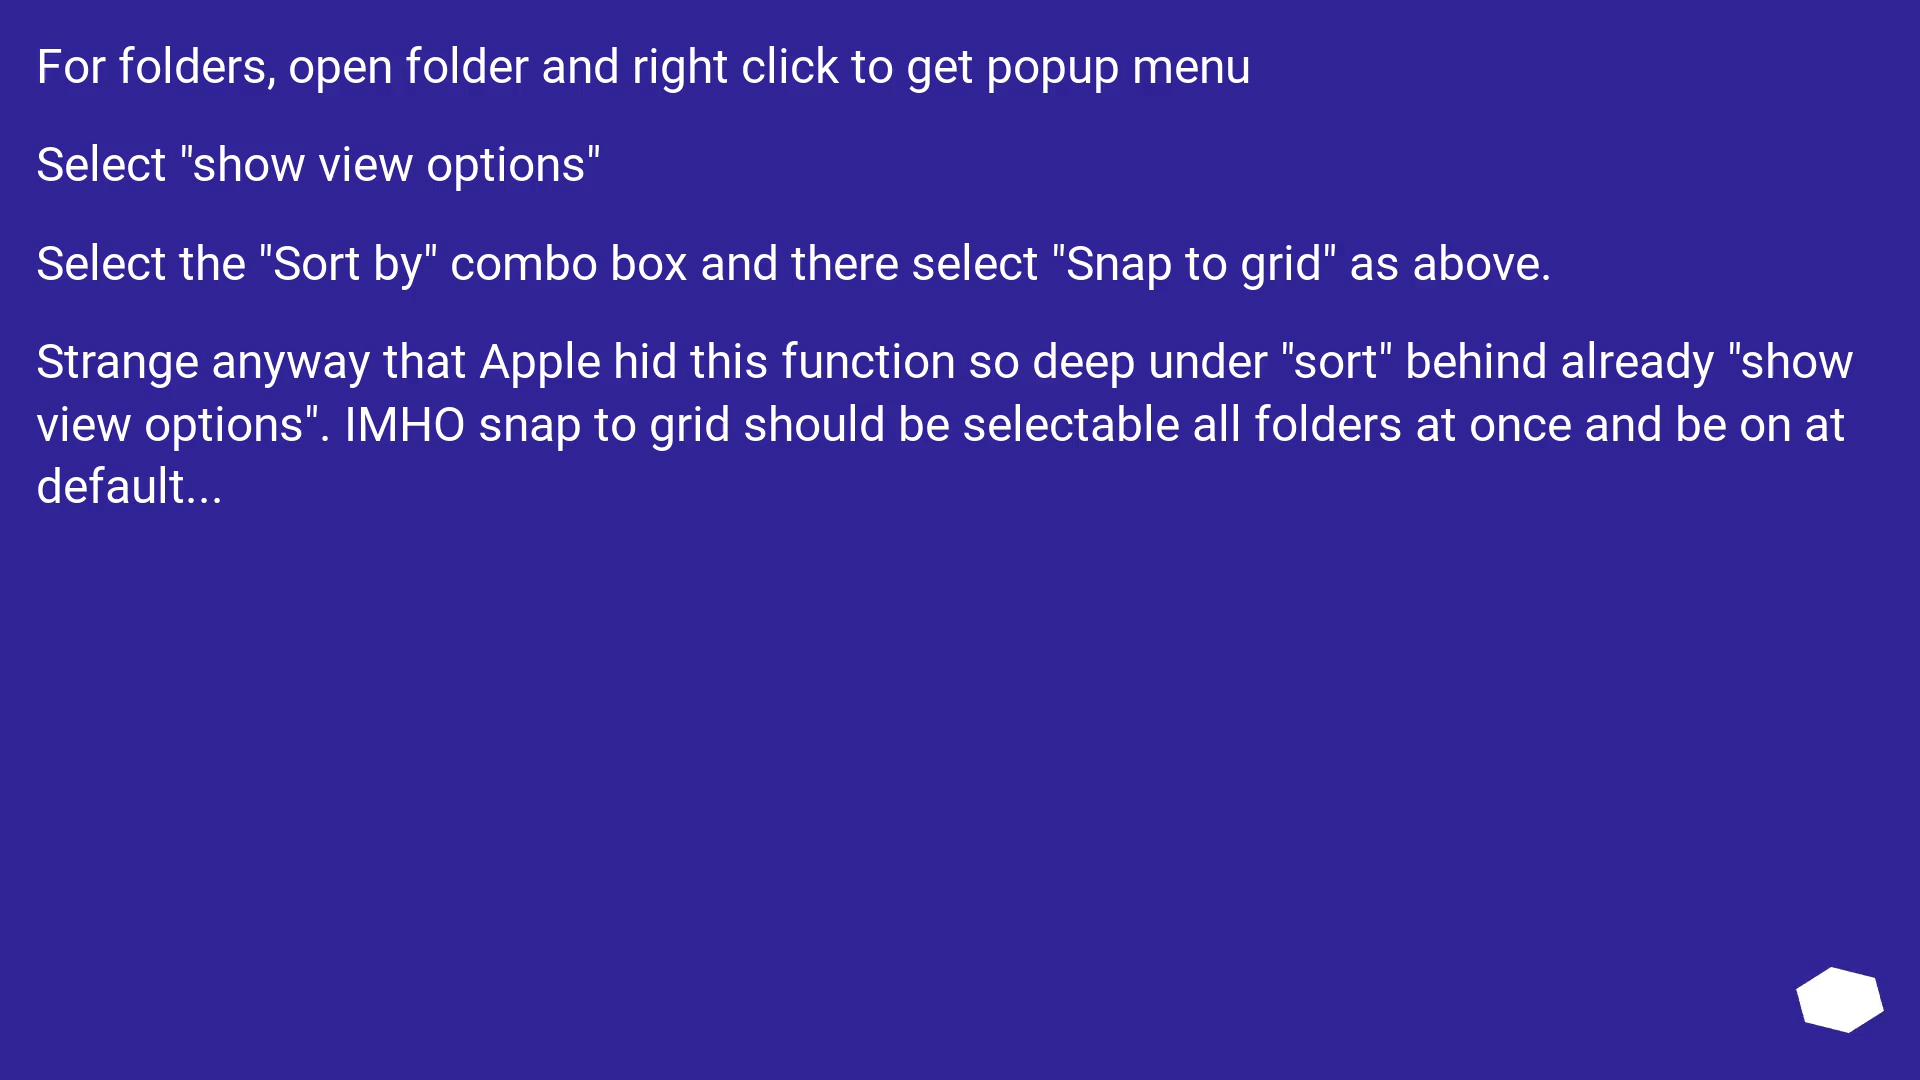 For folders, open folder and right click to get popup menu
Select "show view options"
Select the "Sort by" combo box and there select "Snap to grid" as above.
Strange anyway that Apple hid this function so deep under "sort" behind already "show
view options". IMHO snap to grid should be selectable all folders at once and be on at
default...